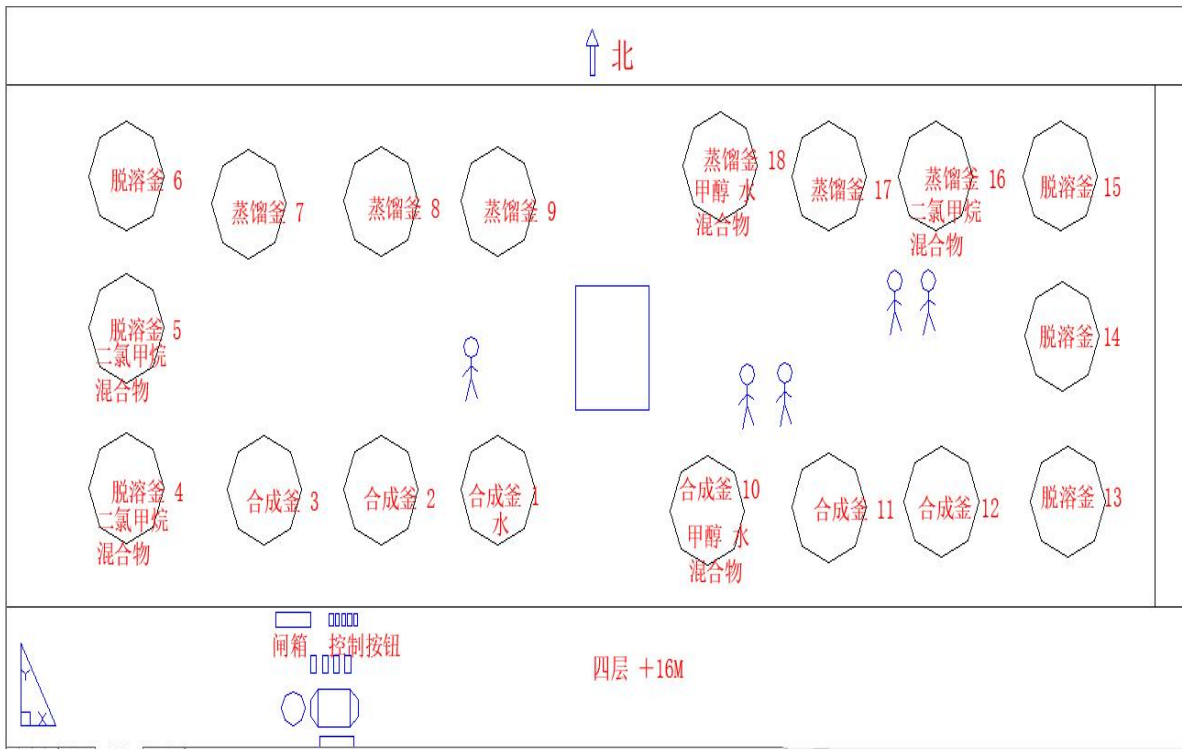 北
脱溶釜 6
蒸馏釜 7
蒸馏釜 8
蒸馏釜 9
蒸馏釜 18
甲醇 水
混合物
蒸馏釜 17
蒸馏釜 16
二氯甲烷
混合物
脱溶釜 15
脱溶釜 5
二氯甲烷
混合物
脱溶釜 14
脱溶釜 4
二氯甲烷
混合物
合成釜 3
合成釜 2
合成釜 1
水
合成釜 10
甲醇 水
混合物
合成釜 11
合成釜 12
脱溶釜 13
闸箱 控制按钮
四层 +16M
Y
X